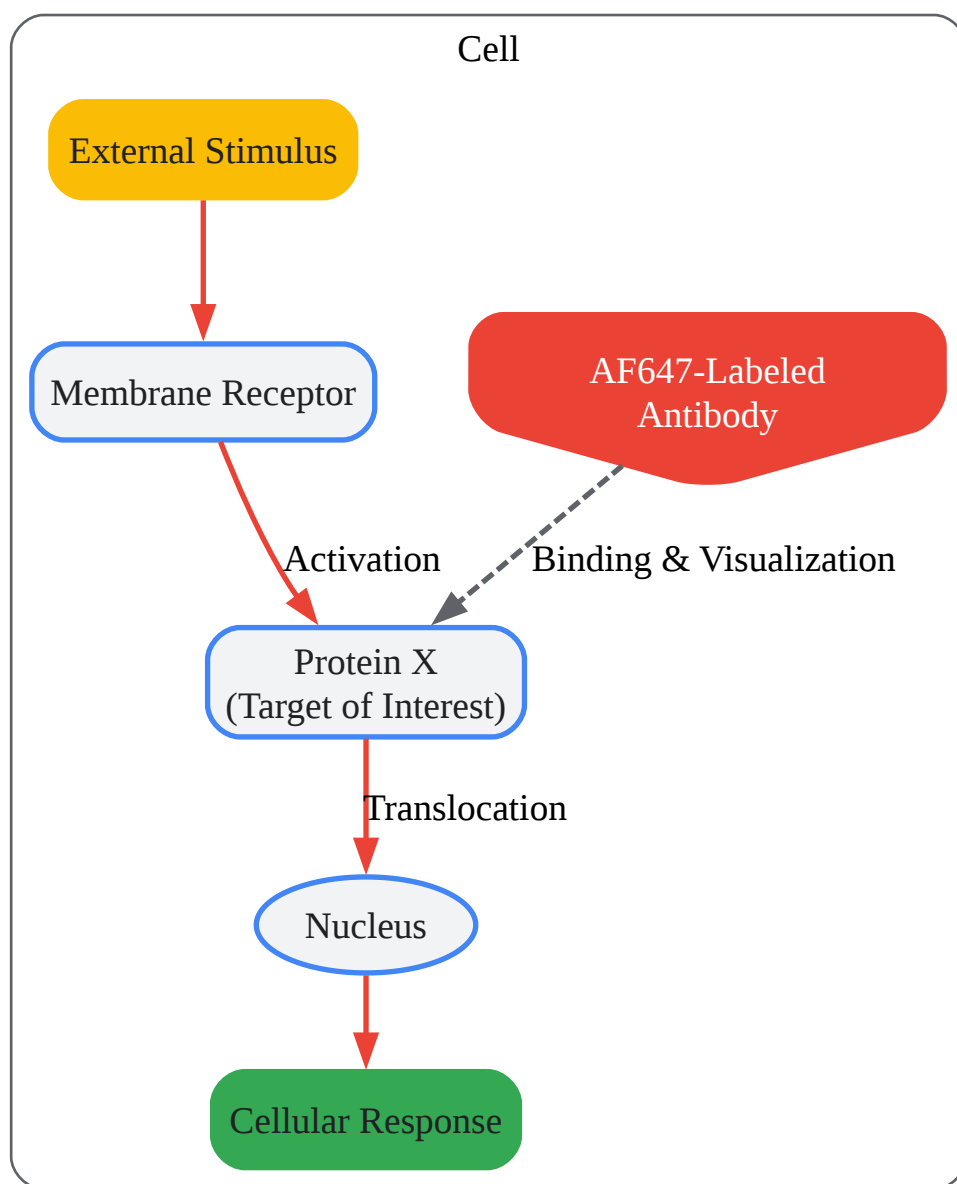 Cell
External Stimulus
Membrane Receptor
AF647-Labeled
Antibody
Activation
Binding & Visualization
Protein X
(Target of Interest)
Translocation
Nucleus
Cellular Response